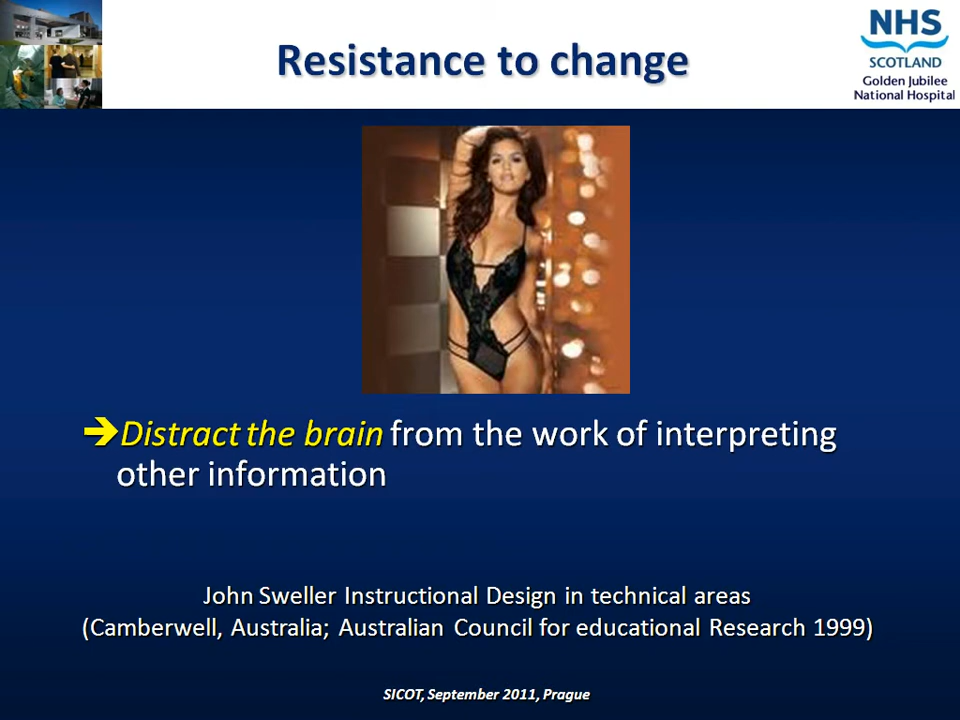 Resistance to change
NHS
SCOTLAND
Golden Jubilee
National Hospital
➔Distract the brain from the work of interpreting
other information
John Sweller Instructional Design in technical areas
(Camberwell, Australia; Australian Council for educational Research 1999)
SICOT, September 2011, Prague